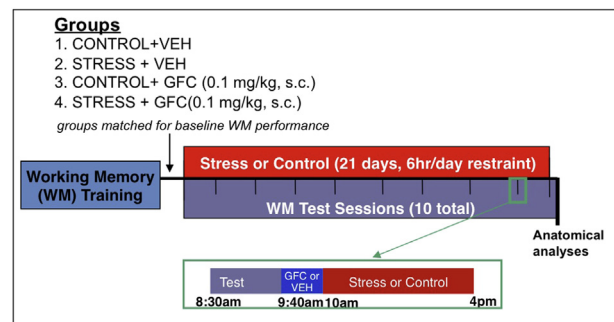 Groups
1. CONTROL+VEH
2. STRESS + VEH
3. CONTROL+ GFC (0.1 mg/kg, s.c.)
4. STRESS + GFC(0.1 mg/kg, s.c.)
groups matched for baseline WM performance
Working Memory
(WM) Training
Stress or Control (21 days, 6hr/day restraint)
WM Test Sessions (10 total)
Anatomical
analyses
Test
GFC or
VEH
Stress or Control
8:30am
9:40am
10am
4pm